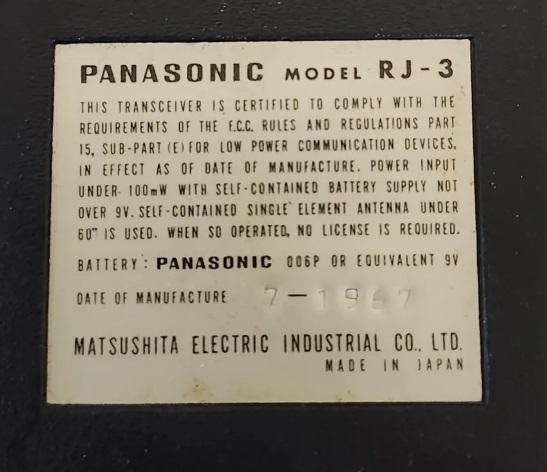 PANASONIC MODEL RJ-3
THIS TRANSCEIVER IS CERTIFIED TO COMPLY WITH THE
REQUIREMENTS OF THE F.C.C. RULES AND REGULATIONS PART
15, SUB-PART (E) FOR LOW POWER COMMUNICATION DEVICES,
IN EFFECT AS OF DATE OF MANUFACTURE. POWER INPUT
UNDER 100mW WITH SELF-CONTAINED BATTERY SUPPLY NOT
OVER 9V. SELF-CONTAINED SINGLE ELEMENT ANTENNA UNDER
60" IS USED. WHEN SO OPERATED, NO LICENSE IS REQUIRED.
BATTERY: PANASONIC 006P OR EQUIVALENT 9V
DATE OF MANUFACTURE 7-1967
MATSUSHITA ELECTRIC INDUSTRIAL CO., LTD.
MADE IN JAPAN